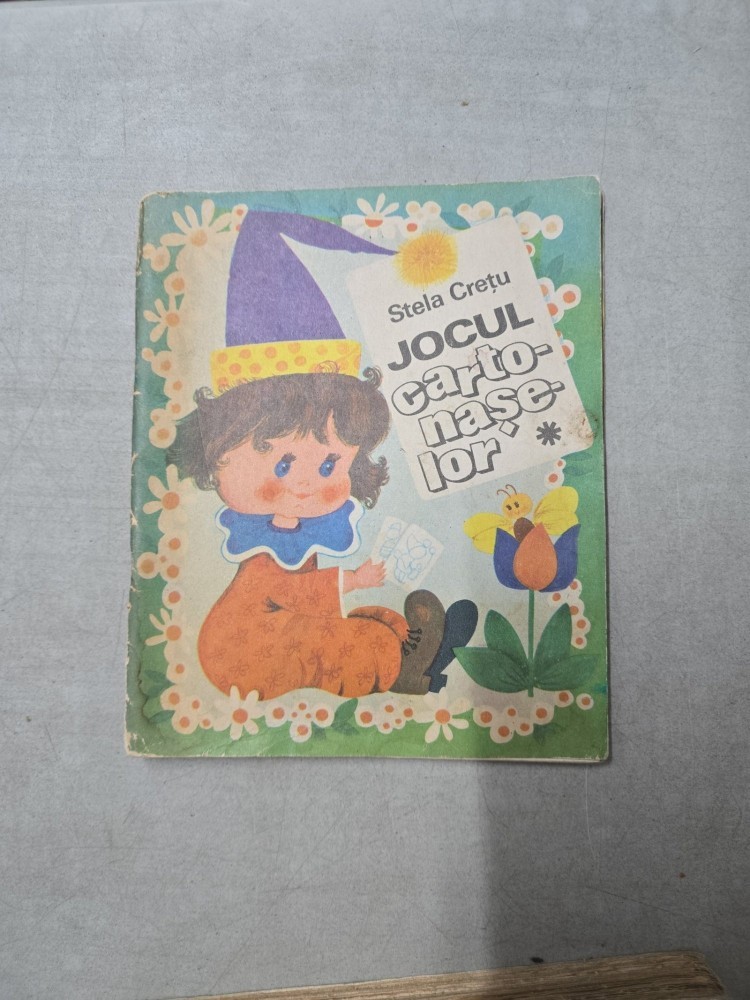 Stela Crețu
JOCUL
carto-
nașe-
lor *